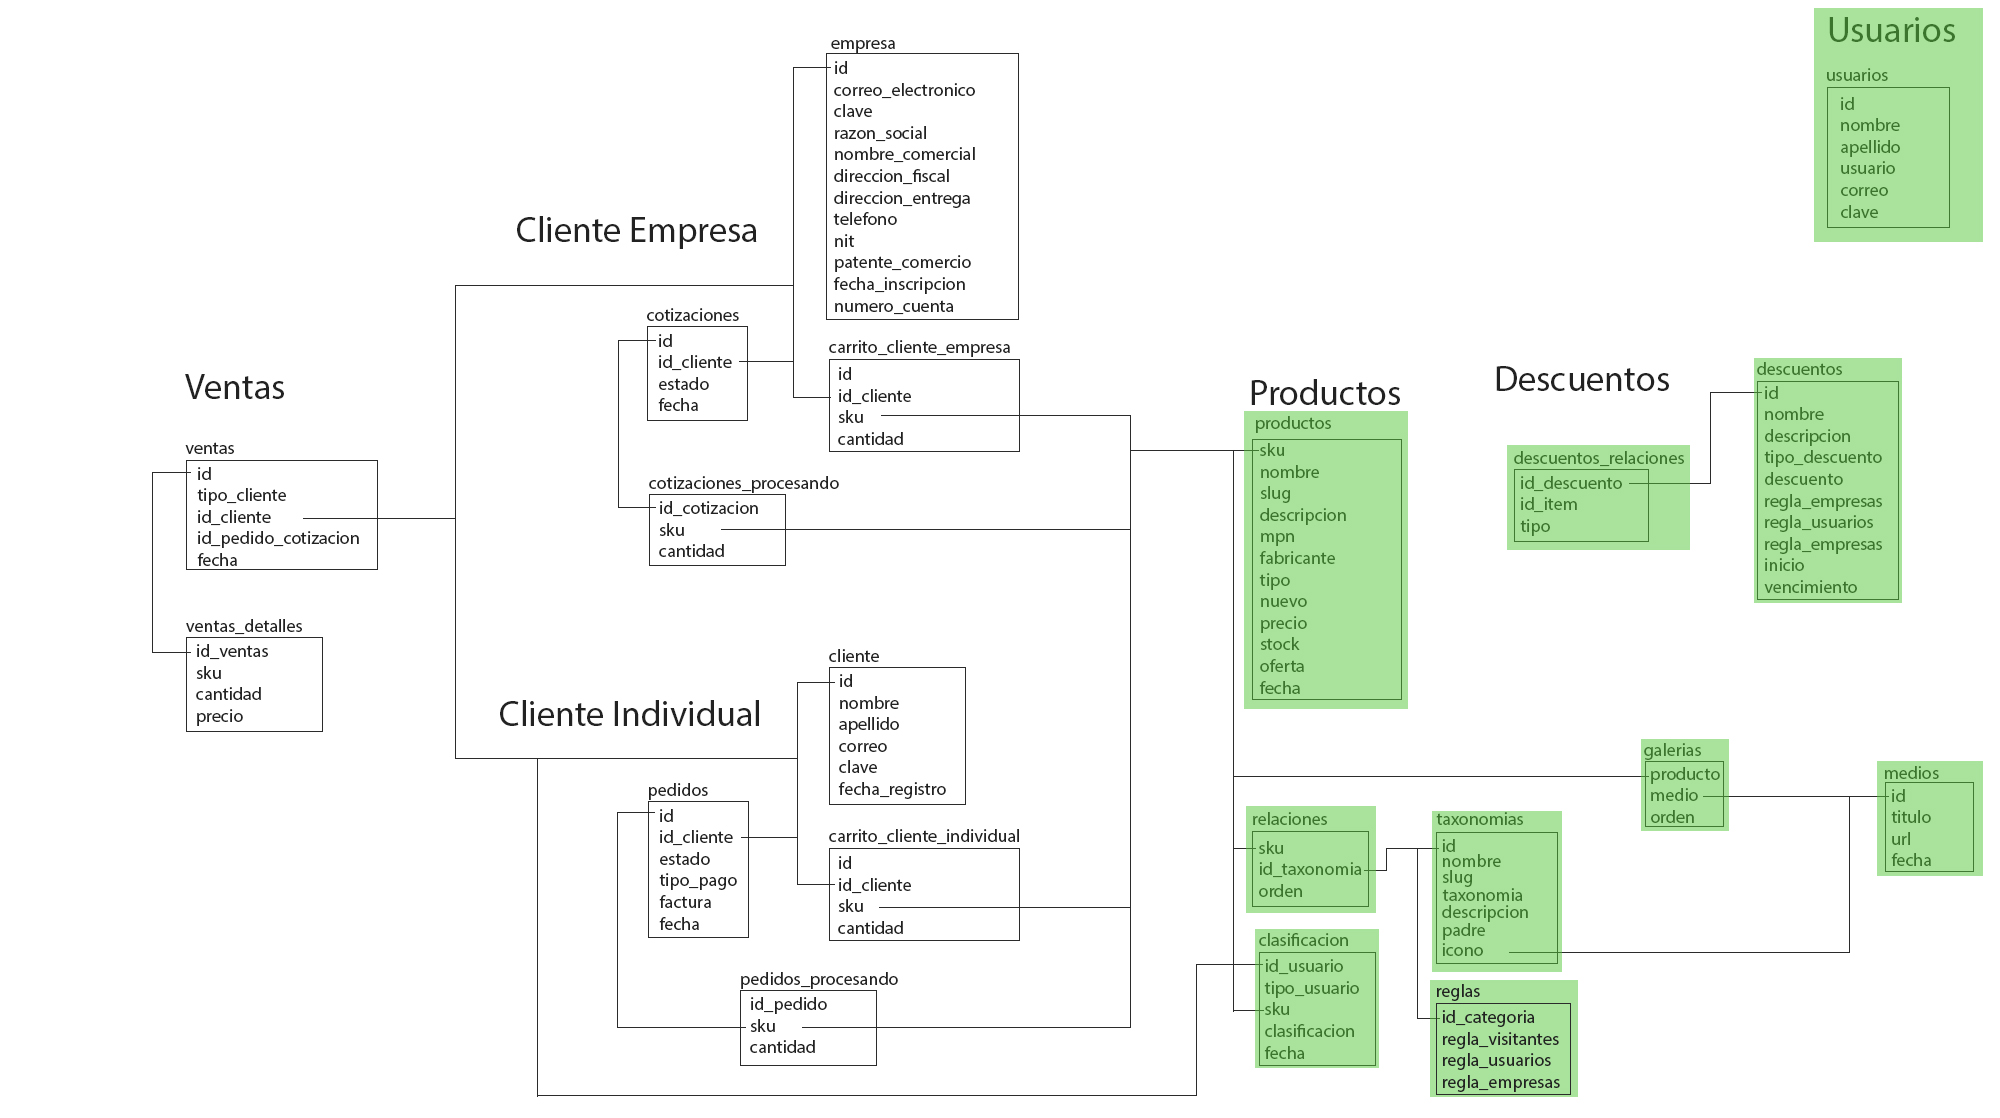 Usuarios
usuarios
id
nombre
apellido
usuario
correo
clave
empresa
id
correo_electronico
clave
razon_social
nombre_comercial
direccion_fiscal
direccion_entrega
telefono
nit
patente_comercio
fecha_inscripcion
numero_cuenta
Cliente Empresa
cotizaciones
id
id_cliente
estado
fecha
carrito_cliente_empresa
id
id_cliente
sku
cantidad
cotizaciones_procesando
id_cotizacion
sku
cantidad
Ventas
ventas
id
tipo_cliente
id_cliente
id_pedido_cotizacion
fecha
ventas_detalles
id_ventas
sku
cantidad
precio
Cliente Individual
cliente
id
nombre
apellido
correo
clave
fecha_registro
pedidos
id
id_cliente
estado
tipo_pago
factura
fecha
carrito_cliente_individual
id
id_cliente
sku
cantidad
pedidos_procesando
id_pedido
sku
cantidad
Productos
productos
sku
nombre
slug
descripcion
mpn
fabricante
tipo
nuevo
precio
stock
oferta
fecha
Descuentos
descuentos_relaciones
id_descuento
id_item
tipo
descuentos
id
nombre
descripcion
tipo_descuento
descuento
regla_empresas
regla_usuarios
regla_empresas
inicio
vencimiento
galerias
producto
medio
orden
medios
id
titulo
url
fecha
relaciones
sku
id_taxonomia
orden
taxonomias
id
nombre
slug
taxonomia
descripcion
padre
icono
clasificacion
id_usuario
tipo_usuario
sku
clasificacion
fecha
reglas
id_categoria
regla_visitantes
regla_usuarios
regla_empresas